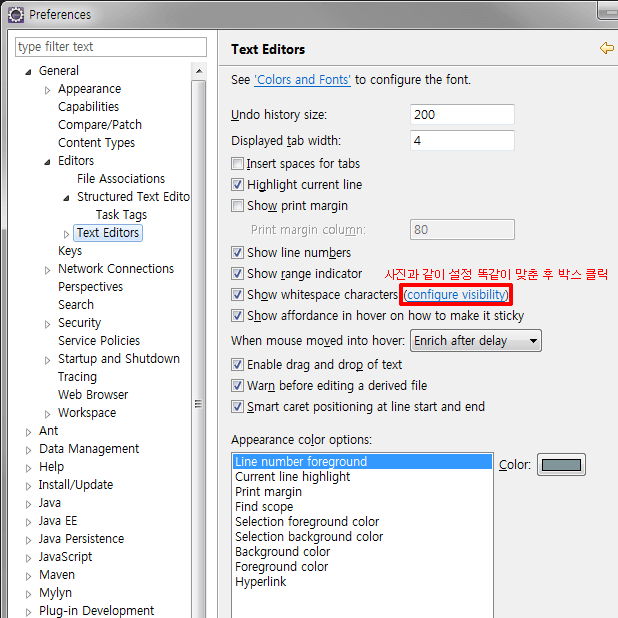 Preferences
type filter text
General
Appearance
Capabilities
Compare/Patch
Content Types
Editors
File Associations
Structured Text Edito
Task Tags
Text Editors
Keys
Network Connections
Perspectives
Search
Security
Service Policies
Startup and Shutdown
Tracing
Web Browser
Workspace
Ant
Data Management
Help
Install/Update
Java
Java EE
Java Persistence
JavaScript
Maven
Mylyn
Plug-in Development
Text Editors
See 'Colors and Fonts' to configure the font.
Undo history size: 200
Displayed tab width: 4
Insert spaces for tabs
Highlight current line
Show print margin
Print margin column: 80
Show line numbers
Show range indicator 사진과 같이 설정 똑같이 맞춘 후 박스 클릭
Show whitespace characters (configure visibility)
Show affordance in hover on how to make it sticky
When mouse moved into hover: Enrich after delay
Enable drag and drop of text
Warn before editing a derived file
Smart caret positioning at line start and end
Appearance color options:
Line number foreground
Current line highlight
Print margin
Find scope
Selection foreground color
Selection background color
Background color
Foreground color
Hyperlink
Color: